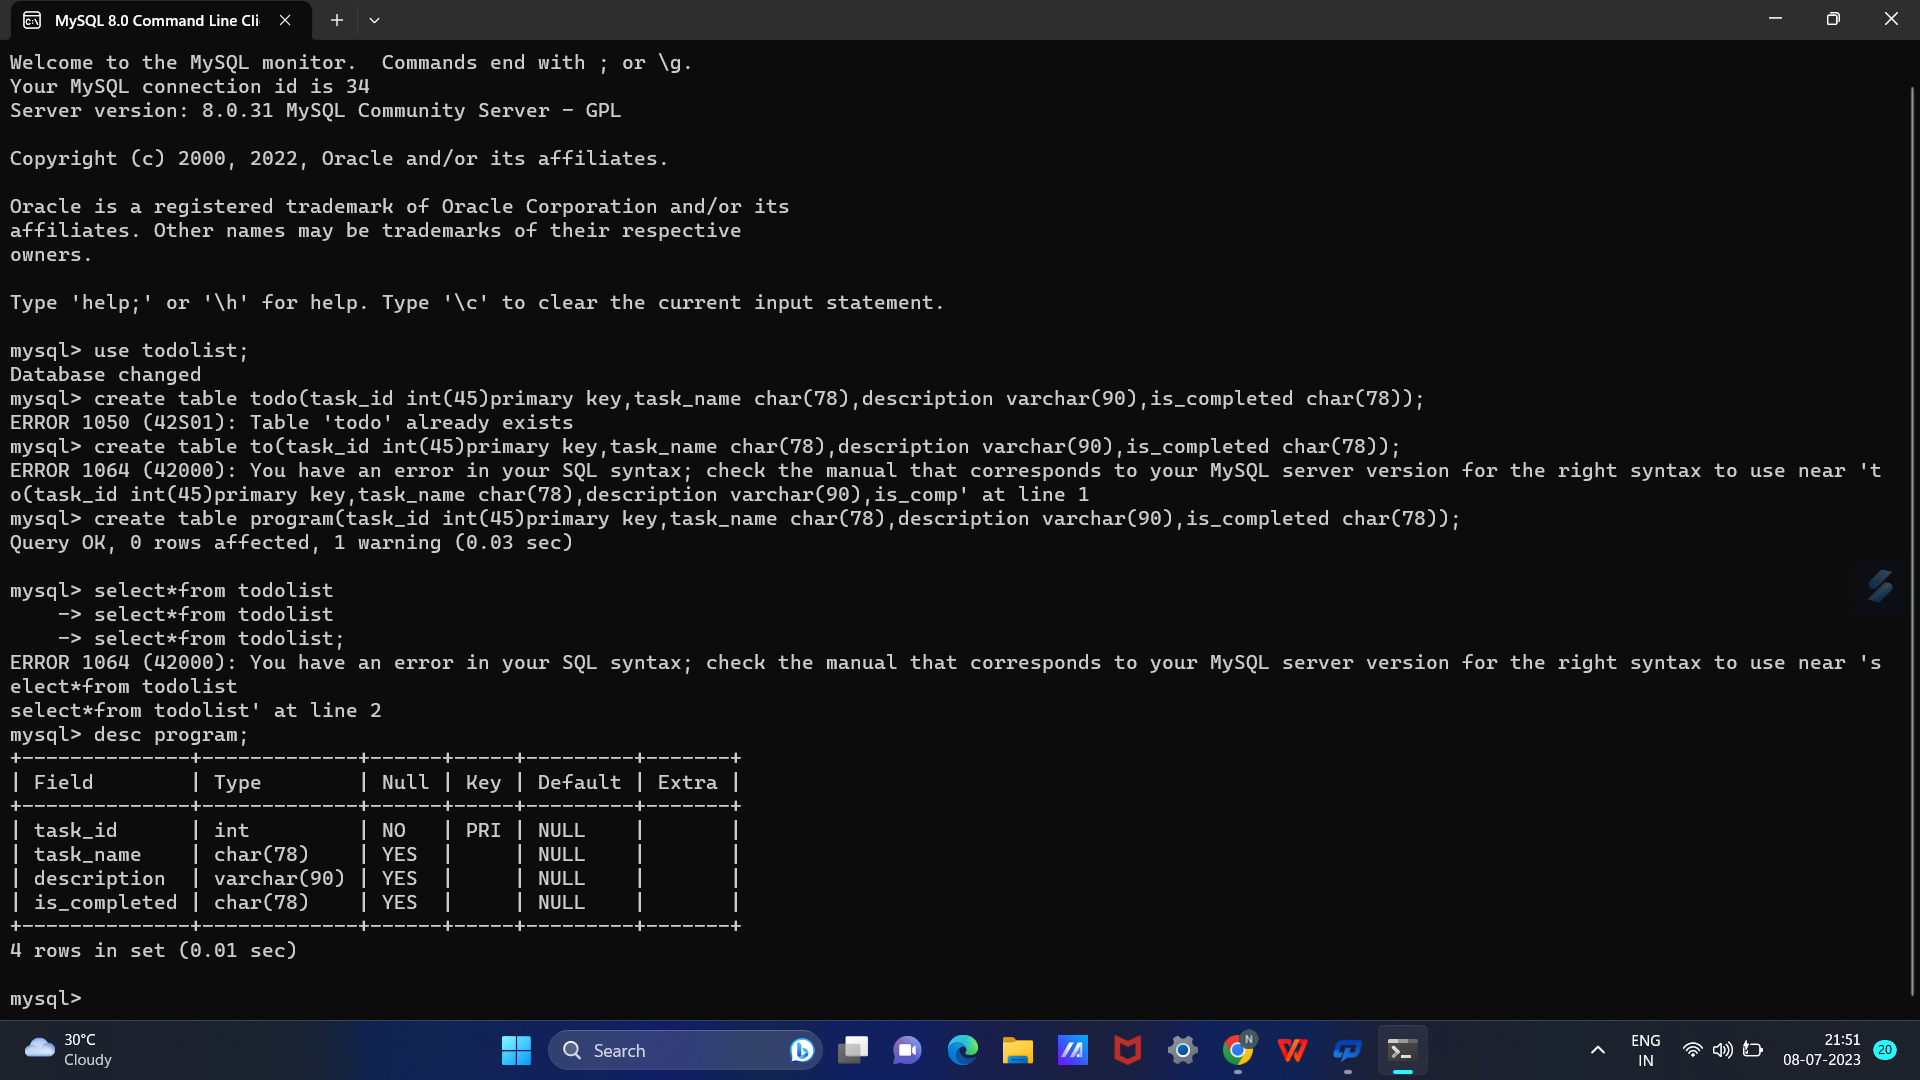 MySQL 8.0 Command Line Cli
Welcome to the MySQL monitor.  Commands end with ; or \g.
Your MySQL connection id is 34
Server version: 8.0.31 MySQL Community Server - GPL
Copyright (c) 2000, 2022, Oracle and/or its affiliates.
Oracle is a registered trademark of Oracle Corporation and/or its
affiliates. Other names may be trademarks of their respective
owners.
Type 'help;' or '\h' for help. Type '\c' to clear the current input statement.
mysql> use todolist;
Database changed
mysql> create table todo(task_id int(45)primary key,task_name char(78),description varchar(90),is_completed char(78));
ERROR 1050 (42S01): Table 'todo' already exists
mysql> create table to(task_id int(45)primary key,task_name char(78),description varchar(90),is_completed char(78));
ERROR 1064 (42000): You have an error in your SQL syntax; check the manual that corresponds to your MySQL server version for the right syntax to use near 't
o(task_id int(45)primary key,task_name char(78),description varchar(90),is_comp' at line 1
mysql> create table program(task_id int(45)primary key,task_name char(78),description varchar(90),is_completed char(78));
Query OK, 0 rows affected, 1 warning (0.03 sec)
mysql> select*from todolist
    -> select*from todolist
    -> select*from todolist;
ERROR 1064 (42000): You have an error in your SQL syntax; check the manual that corresponds to your MySQL server version for the right syntax to use near 's
elect*from todolist
select*from todolist' at line 2
mysql> desc program;
+--------------+-------------+------+-----+---------+-------+
| Field        | Type        | Null | Key | Default | Extra |
+--------------+-------------+------+-----+---------+-------+
| task_id      | int         | NO   | PRI | NULL    |       |
| task_name    | char(78)    | YES  |     | NULL    |       |
| description  | varchar(90) | YES  |     | NULL    |       |
| is_completed | char(78)    | YES  |     | NULL    |       |
+--------------+-------------+------+-----+---------+-------+
4 rows in set (0.01 sec)
mysql>
30°C
Cloudy
Search
N
ENG
IN
21:51
08-07-2023
20